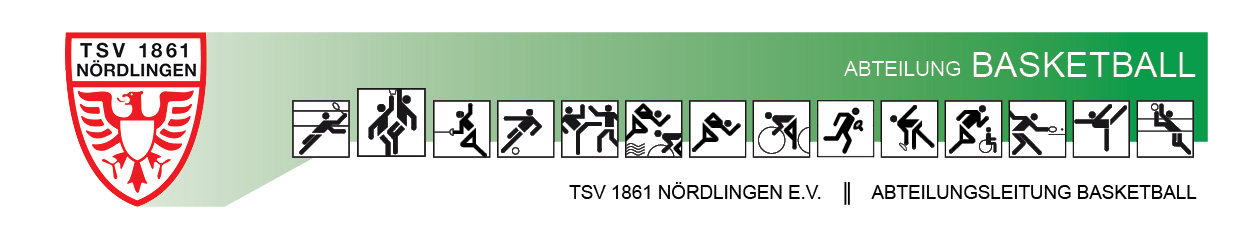 TSV 1861
NÖRDLINGEN
ABTEILUNG BASKETBALL
TSV 1861 NÖRDLINGEN E.V. || ABTEILUNGSLEITUNG BASKETBALL